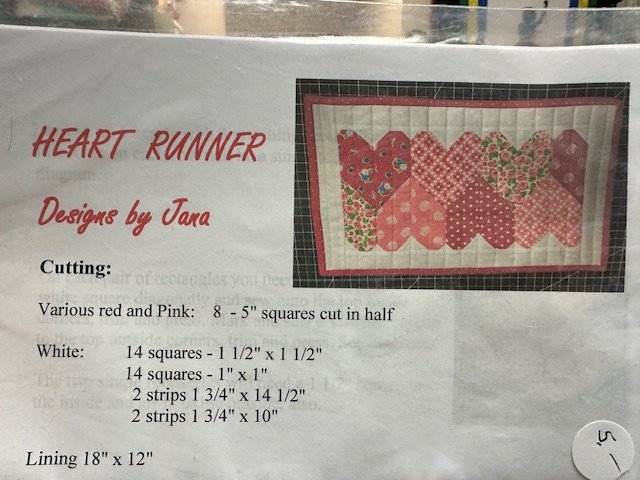 HEART RUNNER
Designs by Jana
Cutting:
Various red and Pink: 8 - 5" squares cut in half
White: 14 squares - 1 1/2" x 1 1/2"
14 squares - 1" x 1"
2 strips 1 3/4" x 14 1/2"
2 strips 1 3/4" x 10"
Lining 18" x 12"